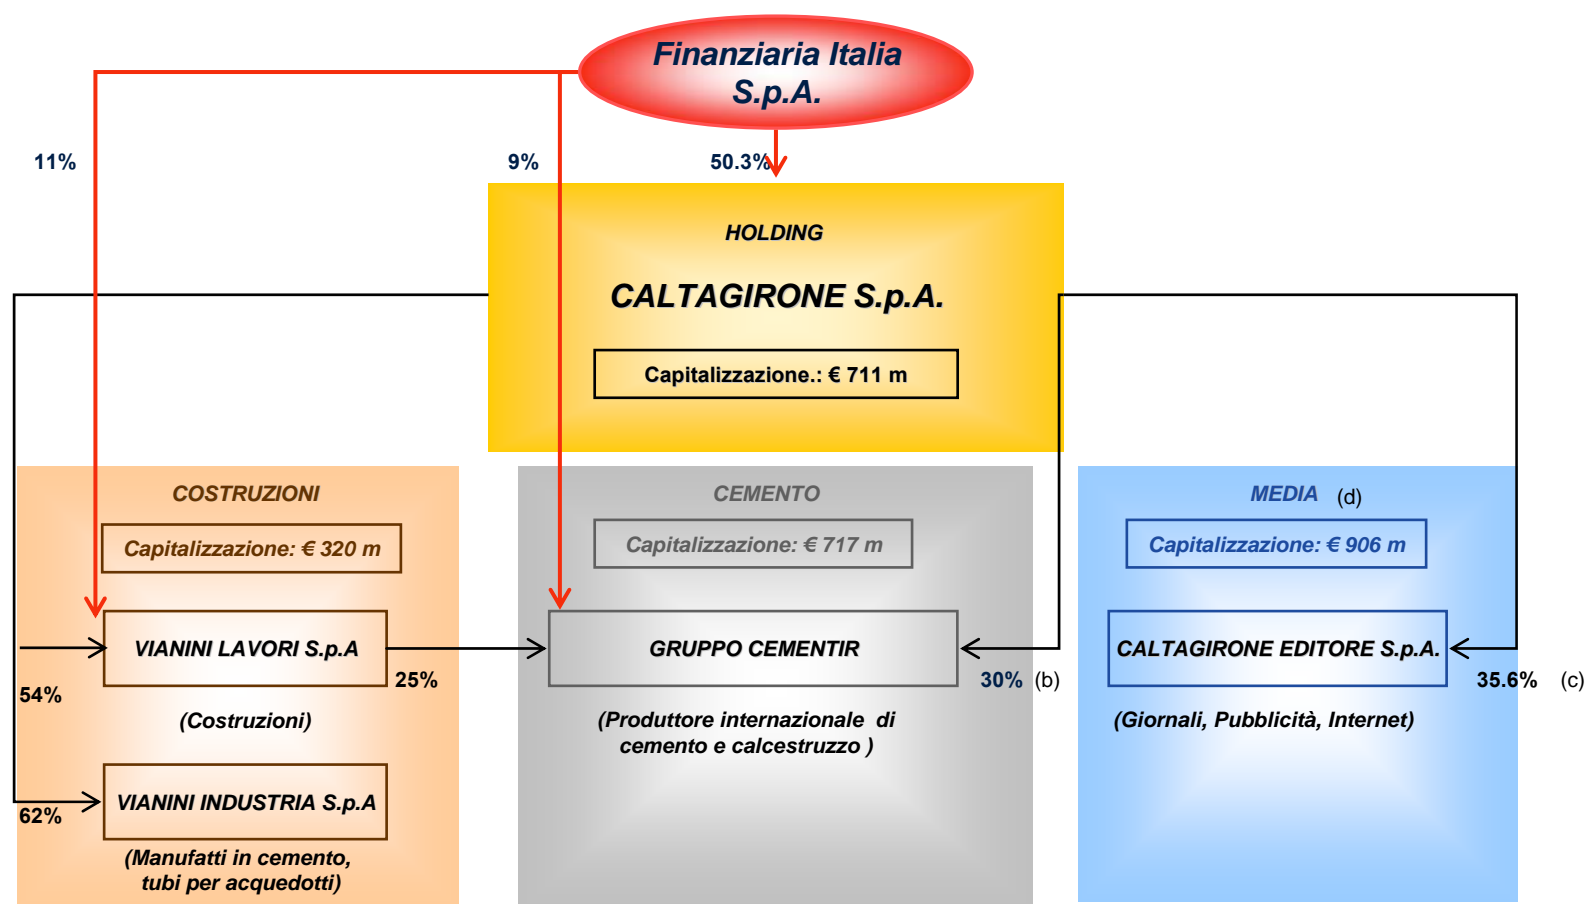 Finanziaria Italia
S.p.A.
11%
9%
50.3%
HOLDING
CALTAGIRONE S.p.A.
Capitalizzazione.: € 711 m
COSTRUZIONI
Capitalizzazione: € 320 m
VIANINI LAVORI S.p.A
54%
25%
(Costruzioni)
VIANINI INDUSTRIA S.p.A
62%
(Manufatti in cemento,
tubi per acquedotti)
CEMENTO
Capitalizzazione: € 717 m
GRUPPO CEMENTIR
30% (b)
(Produttore internazionale di
cemento e calcestruzzo )
MEDIA (d)
Capitalizzazione: € 906 m
CALTAGIRONE EDITORE S.p.A.
35.6% (c)
(Giornali, Pubblicità, Internet)